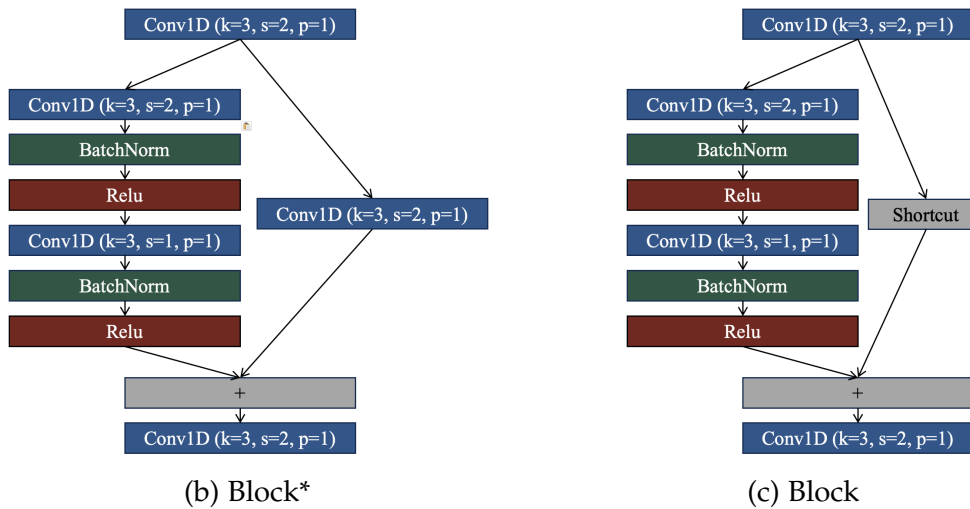 Conv1D (k=3, s=2, p=1)
Conv1D (k=3, s=2, p=1)
BatchNorm
Relu
Conv1D (k=3, s=1, p=1)
BatchNorm
Relu
Conv1D (k=3, s=2, p=1)
+
Conv1D (k=3, s=2, p=1)
(b) Block*
Conv1D (k=3, s=2, p=1)
Conv1D (k=3, s=2, p=1)
BatchNorm
Relu
Conv1D (k=3, s=1, p=1)
BatchNorm
Relu
Shortcut
+
Conv1D (k=3, s=2, p=1)
(c) Block